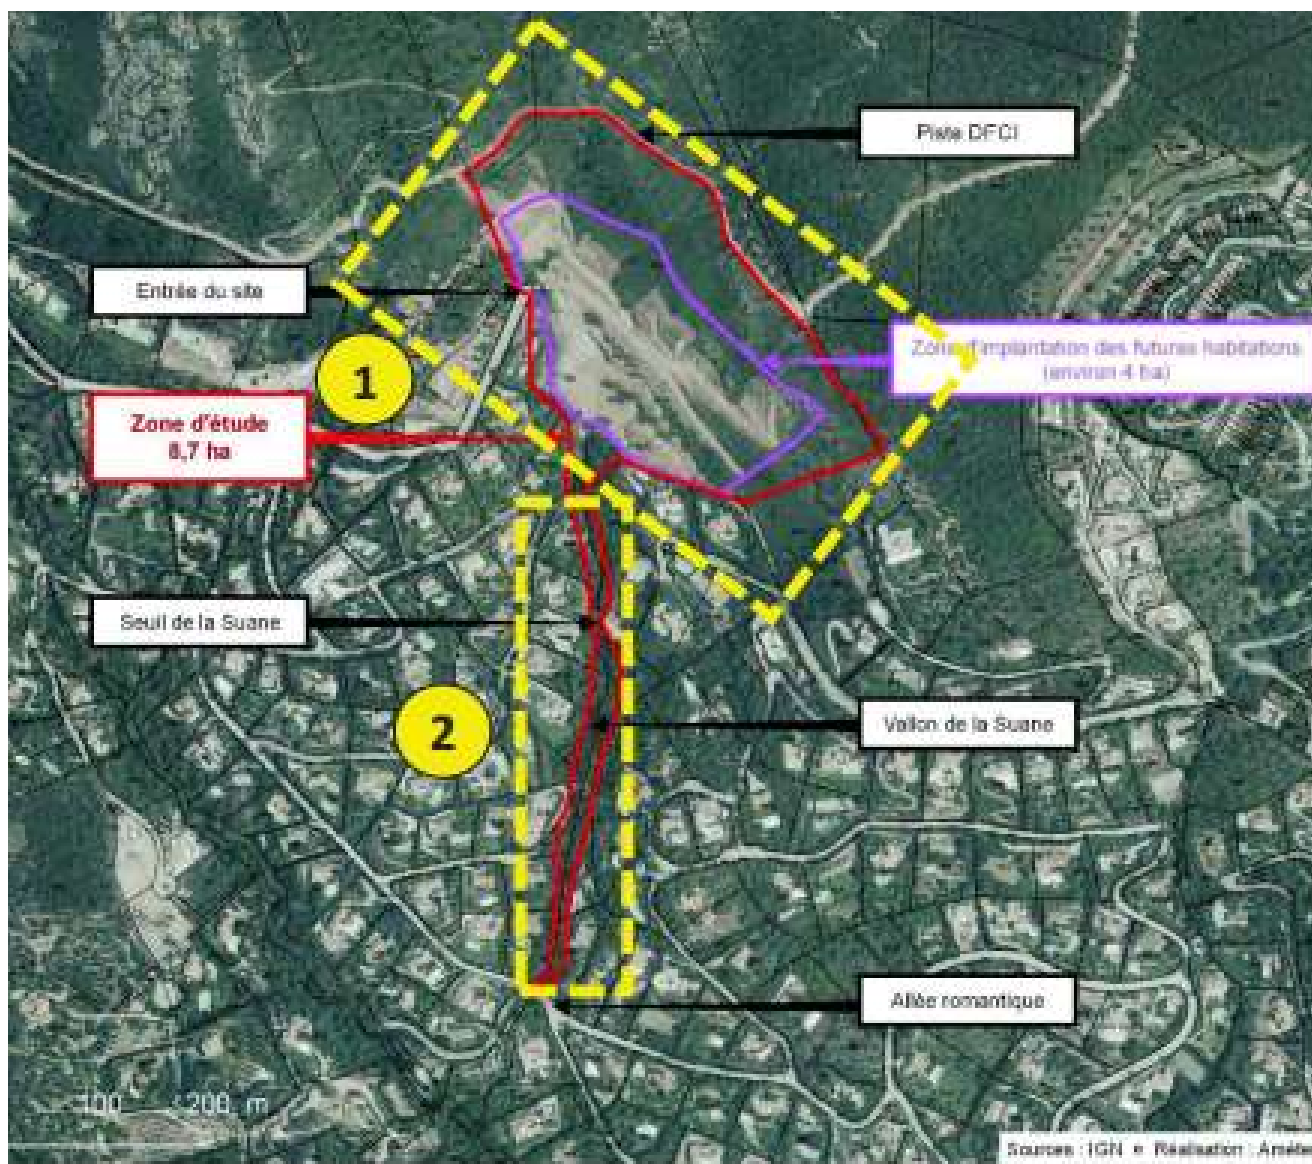 Piste DFCI
Entrée du site
Zone d'implantation des futures habitations
(environ 4 ha)
1
Zone d'étude
8,7 ha
Seuil de la Suane
2
Vallon de la Suane
Allée romantique
100 200 m
Sources : IGN • Réalisation :